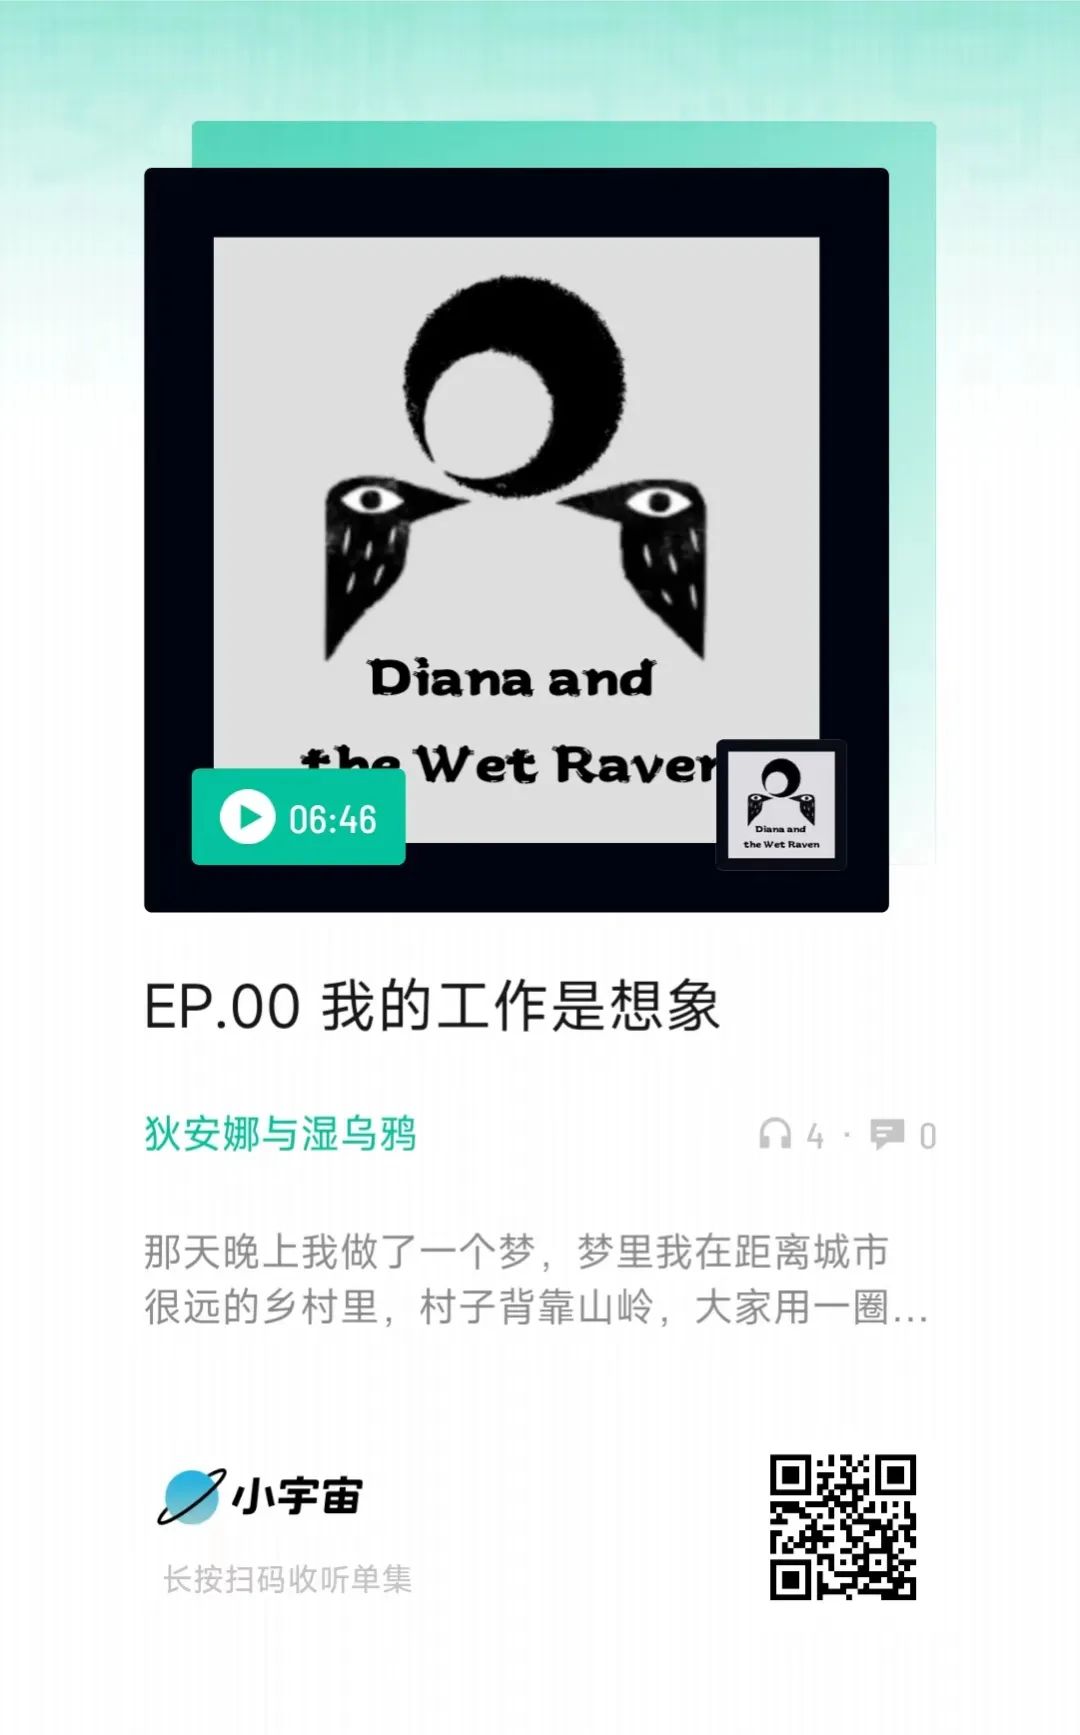 Diana and
the Wet Raven
06:46
Diana and
the Wet Raven
EP.00 我的工作是想象
狄安娜与湿乌鸦
4 · 0
那天晚上我做了一个梦，梦里我在距离城市
很远的乡村里，村子背靠山岭，大家用一圈...
小宇宙
长按扫码收听单集